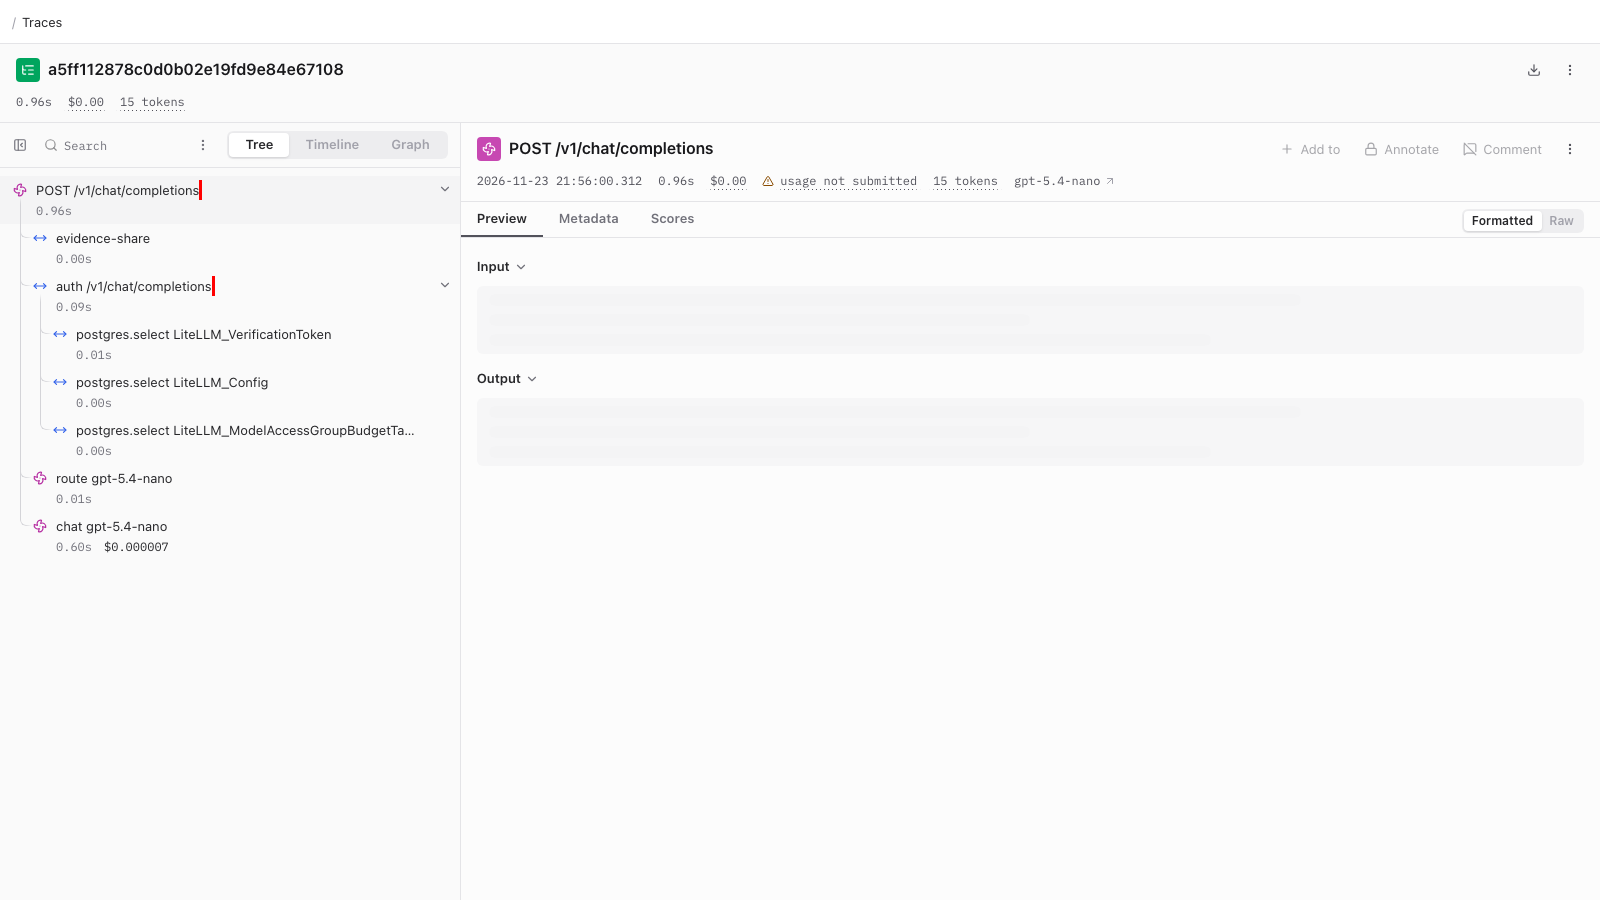 / Traces
a5ff112878c0d0b02e19fd9e84e67108
0.96s $0.00 15 tokens
Search
Tree Timeline Graph
POST /v1/chat/completions
0.96s
evidence-share
0.00s
auth /v1/chat/completions
0.09s
postgres.select LiteLLM_VerificationToken
0.01s
postgres.select LiteLLM_Config
0.00s
postgres.select LiteLLM_ModelAccessGroupBudgetTa...
0.00s
route gpt-5.4-nano
0.01s
chat gpt-5.4-nano
0.60s $0.000007
POST /v1/chat/completions
Add to Annotate Comment
2026-11-23 21:56:00.312 0.96s $0.00 usage not submitted 15 tokens gpt-5.4-nano
Preview Metadata Scores
Formatted Raw
Input
Output